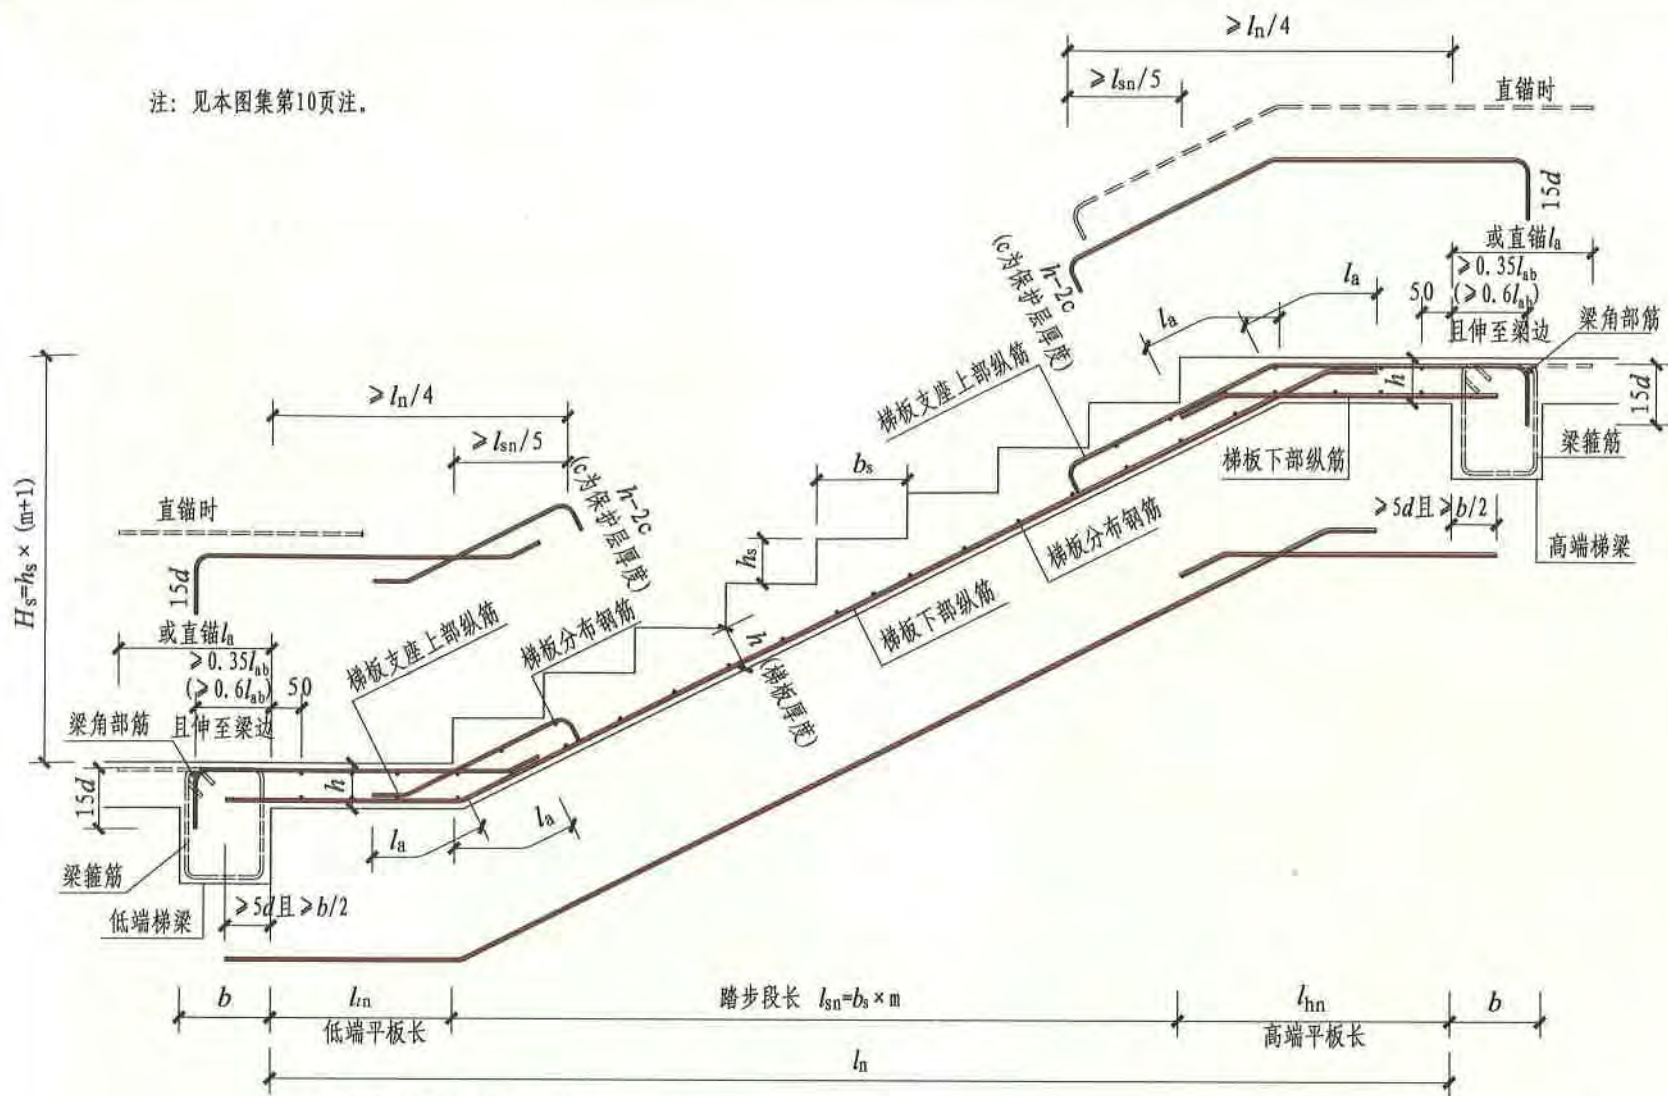 ≥ln/4
≥lsn/5
注: 见本图集第10页注。
直锚时
15d
或直锚la
≥0.35lab
(≥0.6lab)
且伸至梁边
50
梁角部筋
la
la
h-2c
(c为保护层厚度)
梯板支座上部纵筋
h
15d
梁箍筋
梯板下部纵筋
≥5d且≥b/2
高端梯梁
≥ln/4
≥lsn/5
bs
hs
h-2c
(c为保护层厚度)
梯板分布钢筋
梯板下部纵筋
Hs=hs×(m+1)
直锚时
15d
或直锚la
≥0.35lab
(≥0.6lab)
50
且伸至梁边
梁角部筋
梯板支座上部纵筋
梯板分布钢筋
h
(梯板厚度)
15d
h
la
la
梁箍筋
低端梯梁
≥5d且≥b/2
b
lln
低端平板长
踏步段长 lsn=bs×m
lhn
高端平板长
b
ln